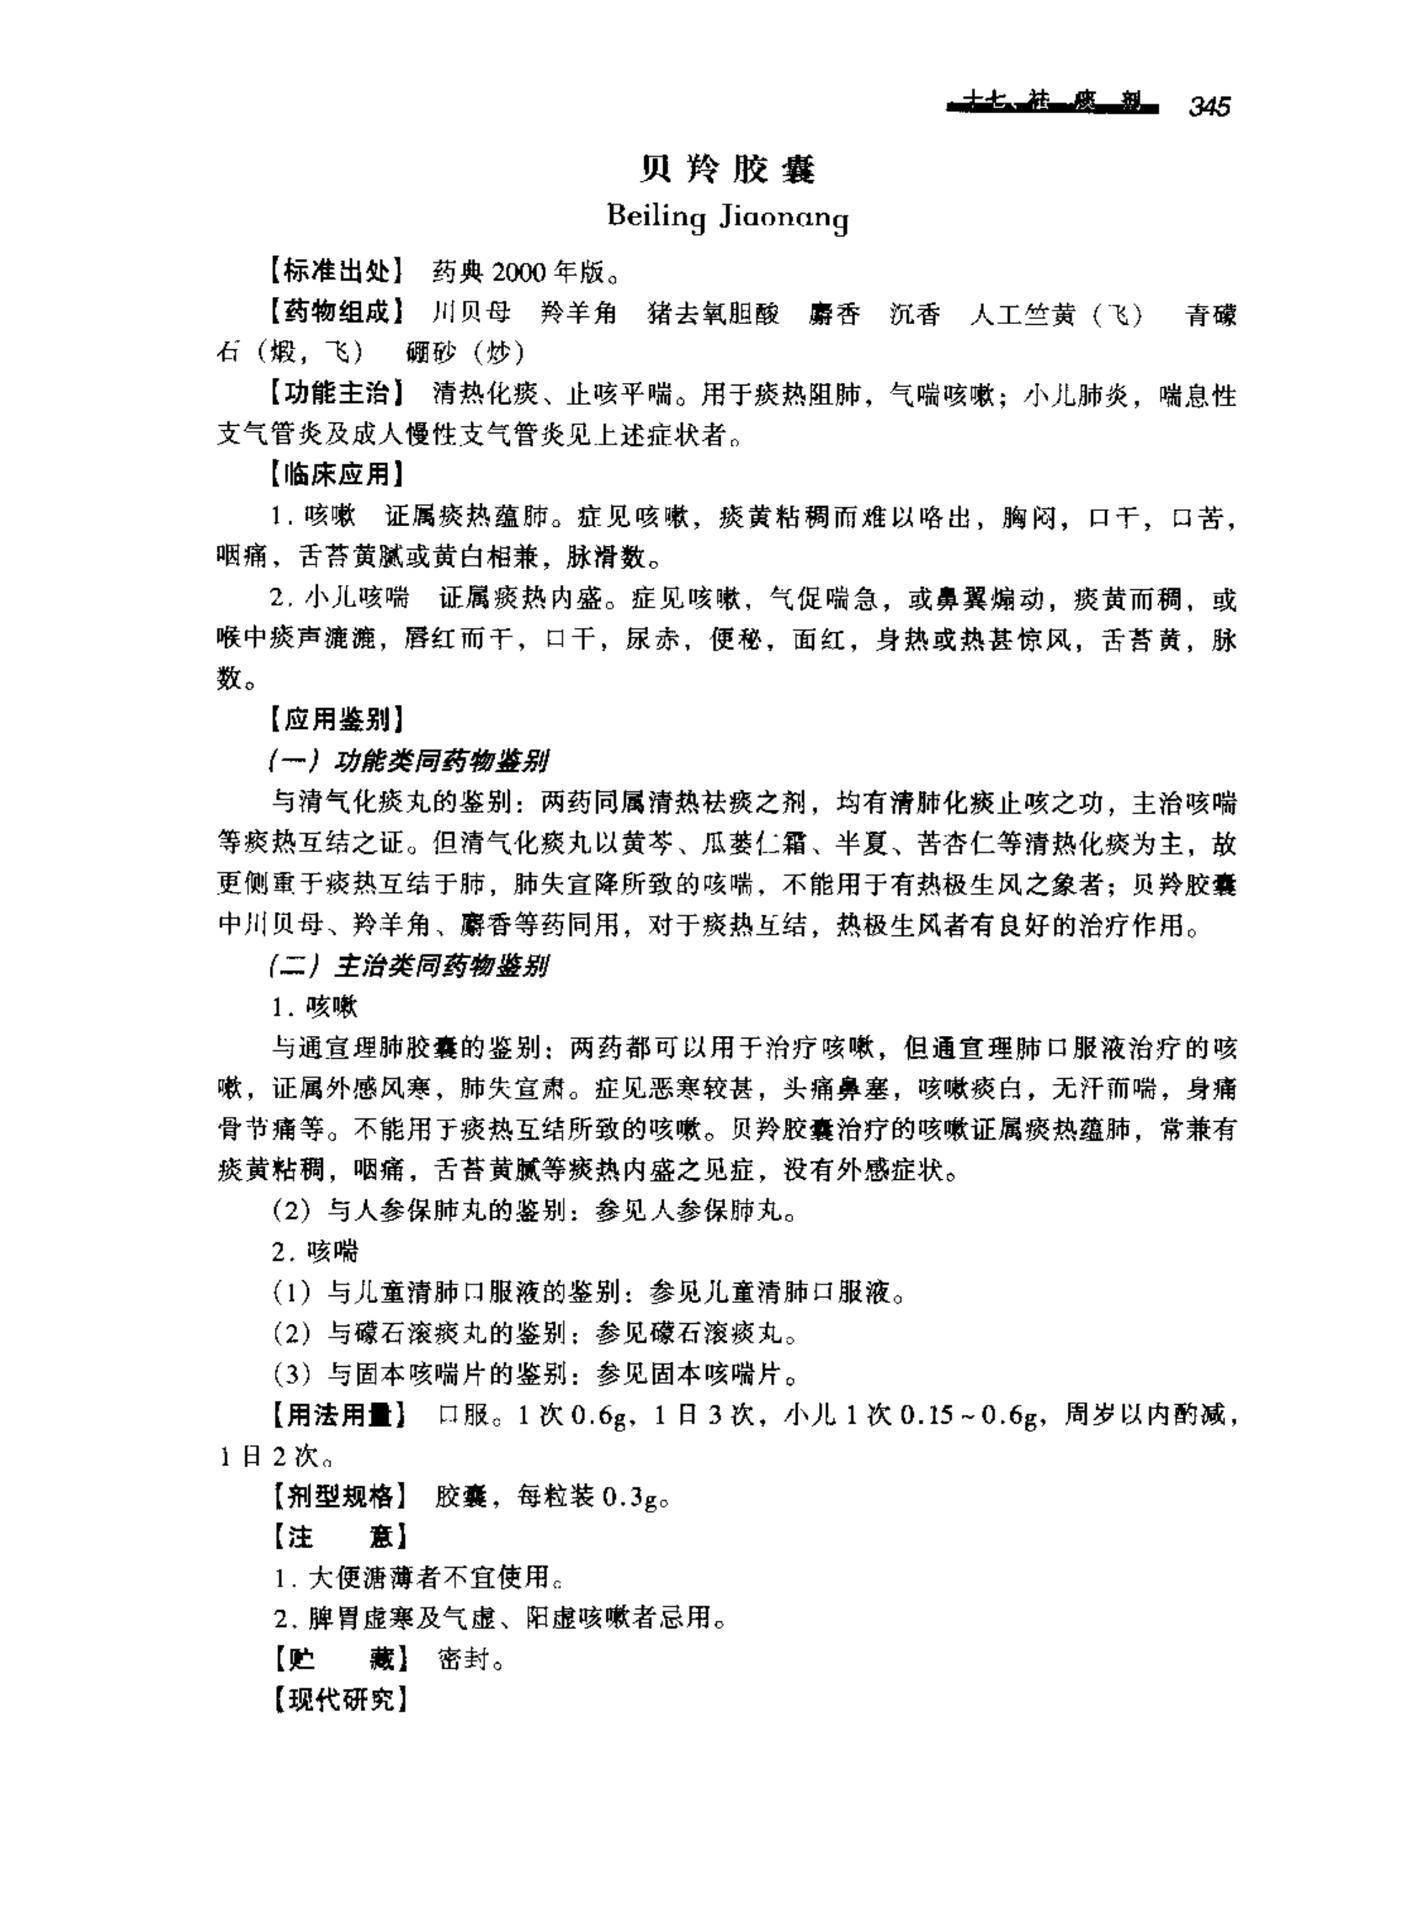 十七、祛痰剂 345
贝羚胶囊
Beiling Jiaonang
【标准出处】 药典2000年版。
【药物组成】 川贝母 羚羊角 猪去氧胆酸 麝香 沉香 人工竺黄（飞） 青礞
石（煅，飞） 硼砂（炒）
【功能主治】 清热化痰、止咳平喘。用于痰热阻肺，气喘咳嗽；小儿肺炎，喘息性
支气管炎及成人慢性支气管炎见上述症状者。
【临床应用】
1. 咳嗽 证属痰热蕴肺。症见咳嗽，痰黄粘稠而难以咯出，胸闷，口干，口苦，
咽痛，舌苔黄腻或黄白相兼，脉滑数。
2. 小儿咳喘 证属痰热内盛。症见咳嗽，气促喘急，或鼻翼煽动，痰黄而稠，或
喉中痰声漉漉，唇红而干，口干，尿赤，便秘，面红，身热或热甚惊风，舌苔黄，脉
数。
【应用鉴别】
（一）功能类同药物鉴别
与清气化痰丸的鉴别：两药同属清热祛痰之剂，均有清肺化痰止咳之功，主治咳喘
等痰热互结之证。但清气化痰丸以黄芩、瓜蒌仁霜、半夏、苦杏仁等清热化痰为主，故
更侧重于痰热互结于肺，肺失宣降所致的咳喘，不能用于有热极生风之象者；贝羚胶囊
中川贝母、羚羊角、麝香等药同用，对于痰热互结，热极生风者有良好的治疗作用。
（二）主治类同药物鉴别
1. 咳嗽
与通宣理肺胶囊的鉴别：两药都可以用于治疗咳嗽，但通宣理肺口服液治疗的咳
嗽，证属外感风寒，肺失宣肃。症见恶寒较甚，头痛鼻塞，咳嗽痰白，无汗而喘，身痛
骨节痛等。不能用于痰热互结所致的咳嗽。贝羚胶囊治疗的咳嗽证属痰热蕴肺，常兼有
痰黄粘稠，咽痛，舌苔黄腻等痰热内盛之见症，没有外感症状。
（2）与人参保肺丸的鉴别：参见人参保肺丸。
2. 咳喘
（1）与儿童清肺口服液的鉴别：参见儿童清肺口服液。
（2）与礞石滚痰丸的鉴别：参见礞石滚痰丸。
（3）与固本咳喘片的鉴别：参见固本咳喘片。
【用法用量】 口服。1次0.6g，1日3次，小儿1次0.15～0.6g，周岁以内酌减，
1日2次。
【剂型规格】 胶囊，每粒装0.3g。
【注 意】
1. 大便溏薄者不宜使用。
2. 脾胃虚寒及气虚、阳虚咳嗽者忌用。
【贮 藏】 密封。
【现代研究】